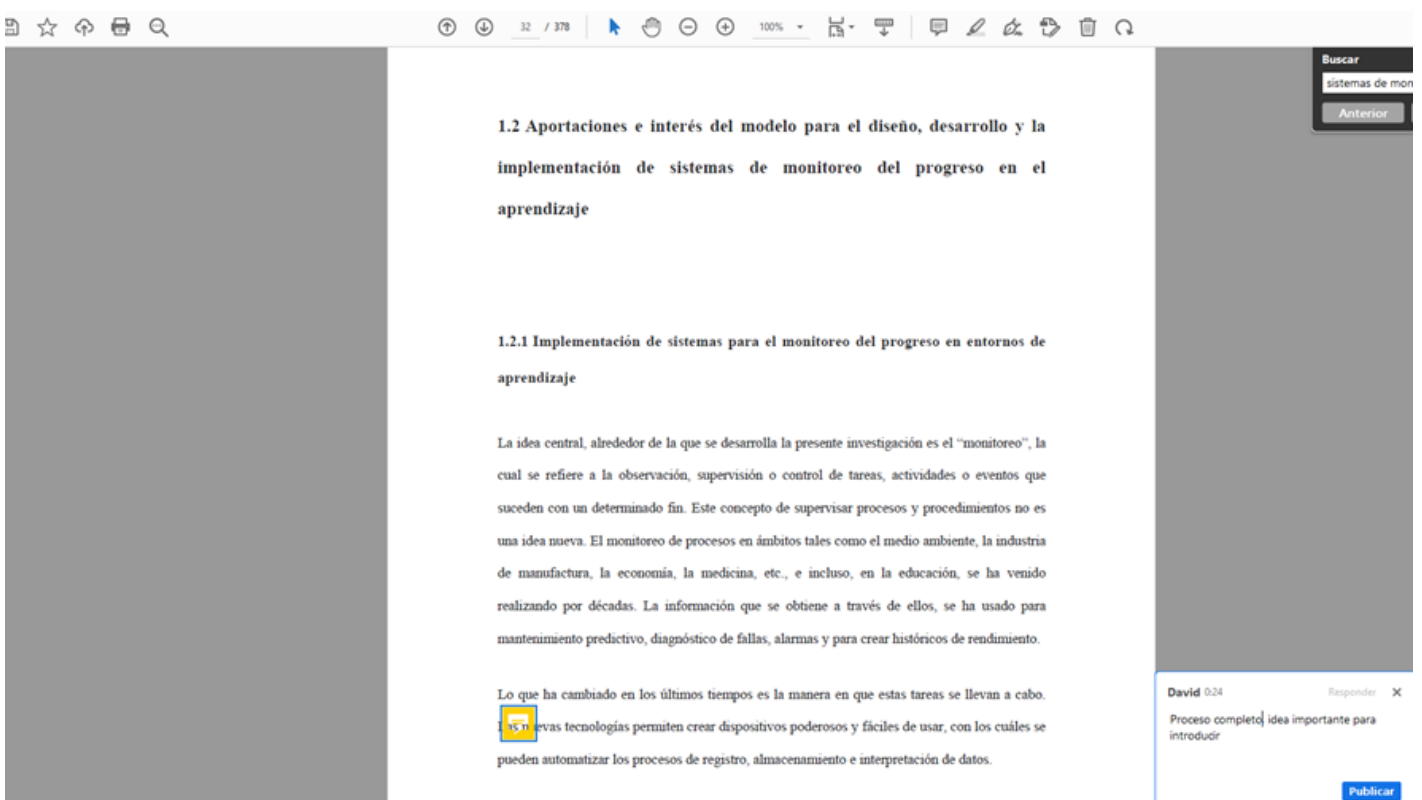 32 / 378
100%
Buscar
sistemas de mon
Anterior
1.2 Aportaciones e interés del modelo para el diseño, desarrollo y la
implementación de sistemas de monitoreo del progreso en el
aprendizaje
1.2.1 Implementación de sistemas para el monitoreo del progreso en entornos de
aprendizaje
La idea central, alrededor de la que se desarrolla la presente investigación es el “monitoreo”, la
cual se refiere a la observación, supervisión o control de tareas, actividades o eventos que
suceden con un determinado fin. Este concepto de supervisar procesos y procedimientos no es
una idea nueva. El monitoreo de procesos en ámbitos tales como el medio ambiente, la industria
de manufactura, la economía, la medicina, etc., e incluso, en la educación, se ha venido
realizando por décadas. La información que se obtiene a través de ellos, se ha usado para
mantenimiento predictivo, diagnóstico de fallas, alarmas y para crear históricos de rendimiento.
Lo que ha cambiado en los últimos tiempos es la manera en que estas tareas se llevan a cabo.
Las nuevas tecnologías permiten crear dispositivos poderosos y fáciles de usar, con los cuáles se
pueden automatizar los procesos de registro, almacenamiento e interpretación de datos.
David 0:24
Responder
Proceso completo, idea importante para
introducir
Publicar